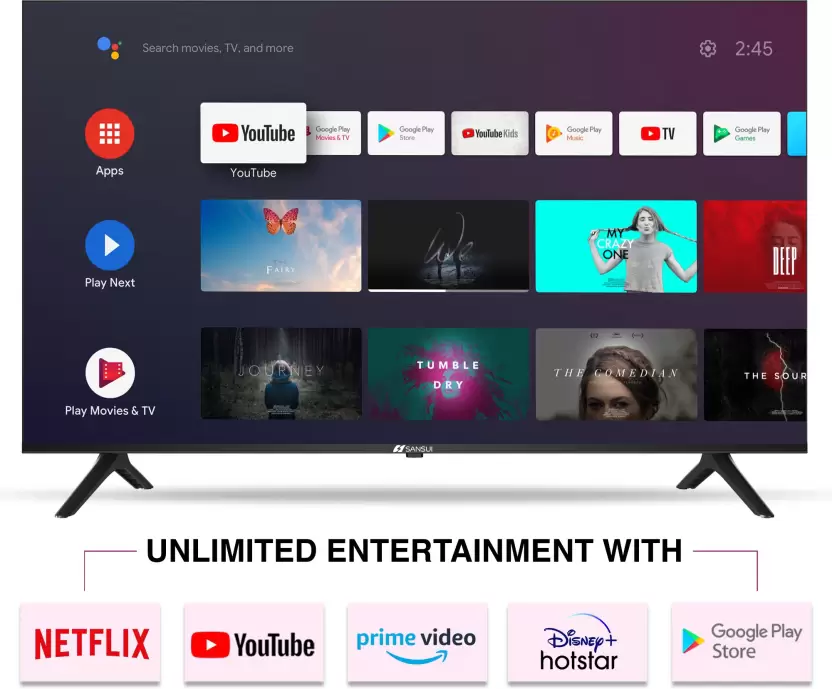 Search movies, TV, and more
2:45
YouTube
Google Play
Movies & TV
Google Play
Store
YouTube Kids
Google Play
Music
TV
Google Play
Games
Apps
YouTube
Play Next
FAIRY
MY
CRAZY
ONE
DEEP
Play Movies & TV
JOURNEY
TUMBLE
DRY
THE COMEDIAN
THE SOUR
SANSUI
UNLIMITED ENTERTAINMENT WITH
NETFLIX
YouTube
prime video
Disney+
hotstar
Google Play
Store